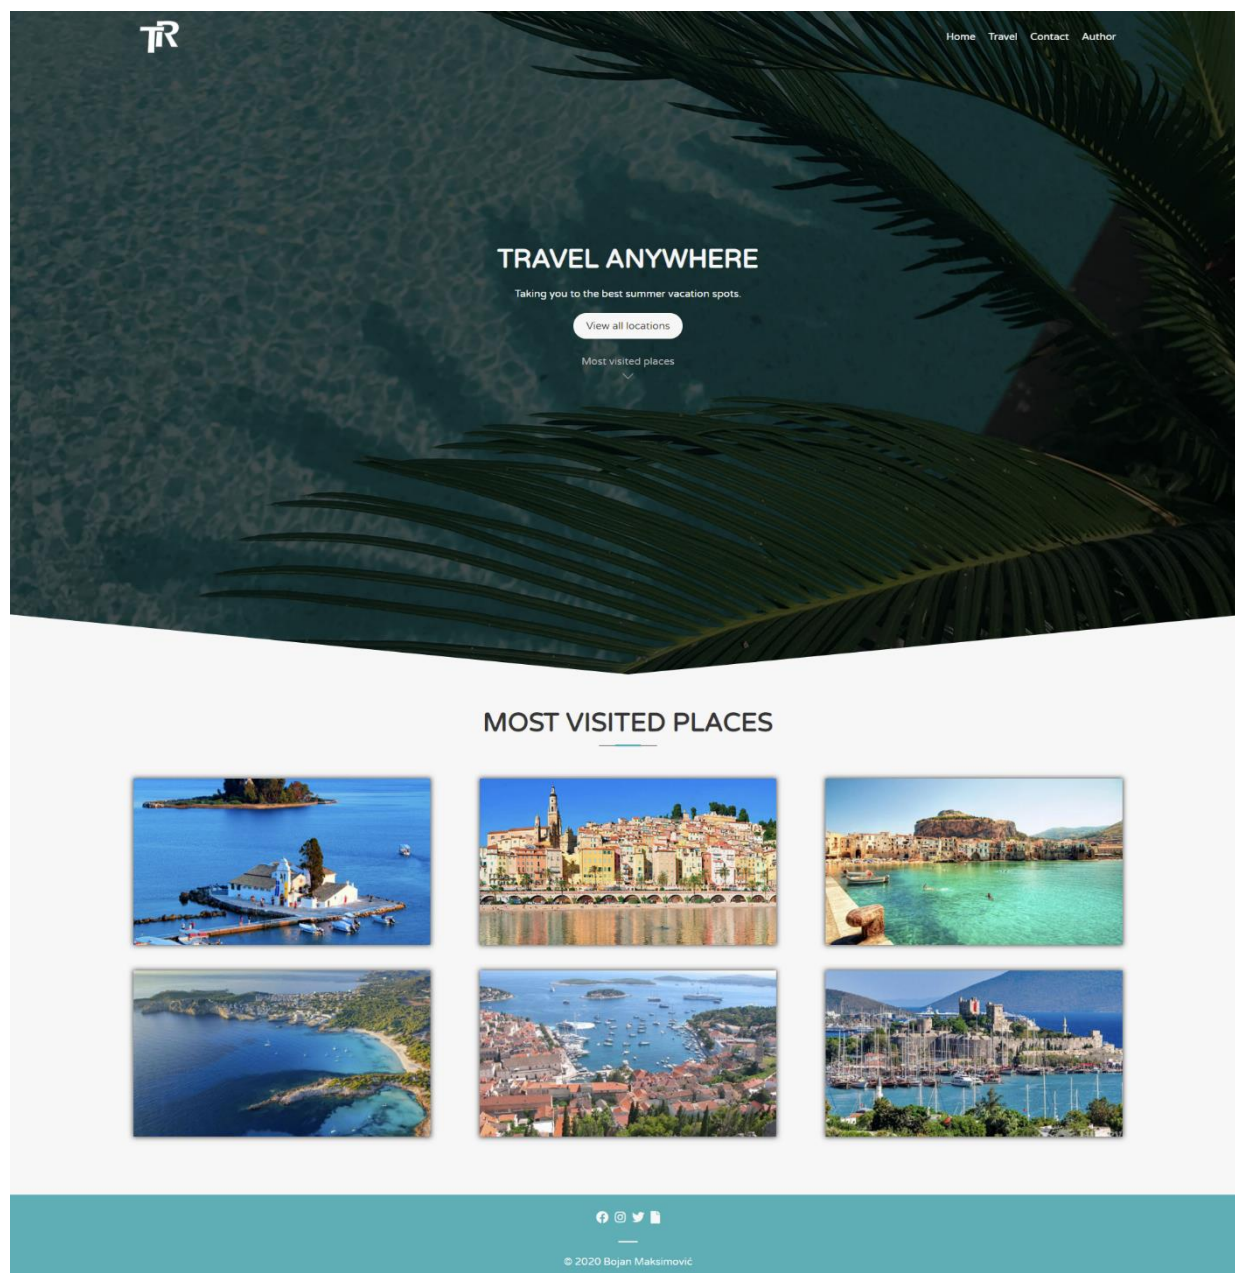 TR
Home Travel Contact Author
TRAVEL ANYWHERE
Taking you to the best summer vacation spots.
View all locations
Most visited places
MOST VISITED PLACES
© 2020 Bojan Maksimović